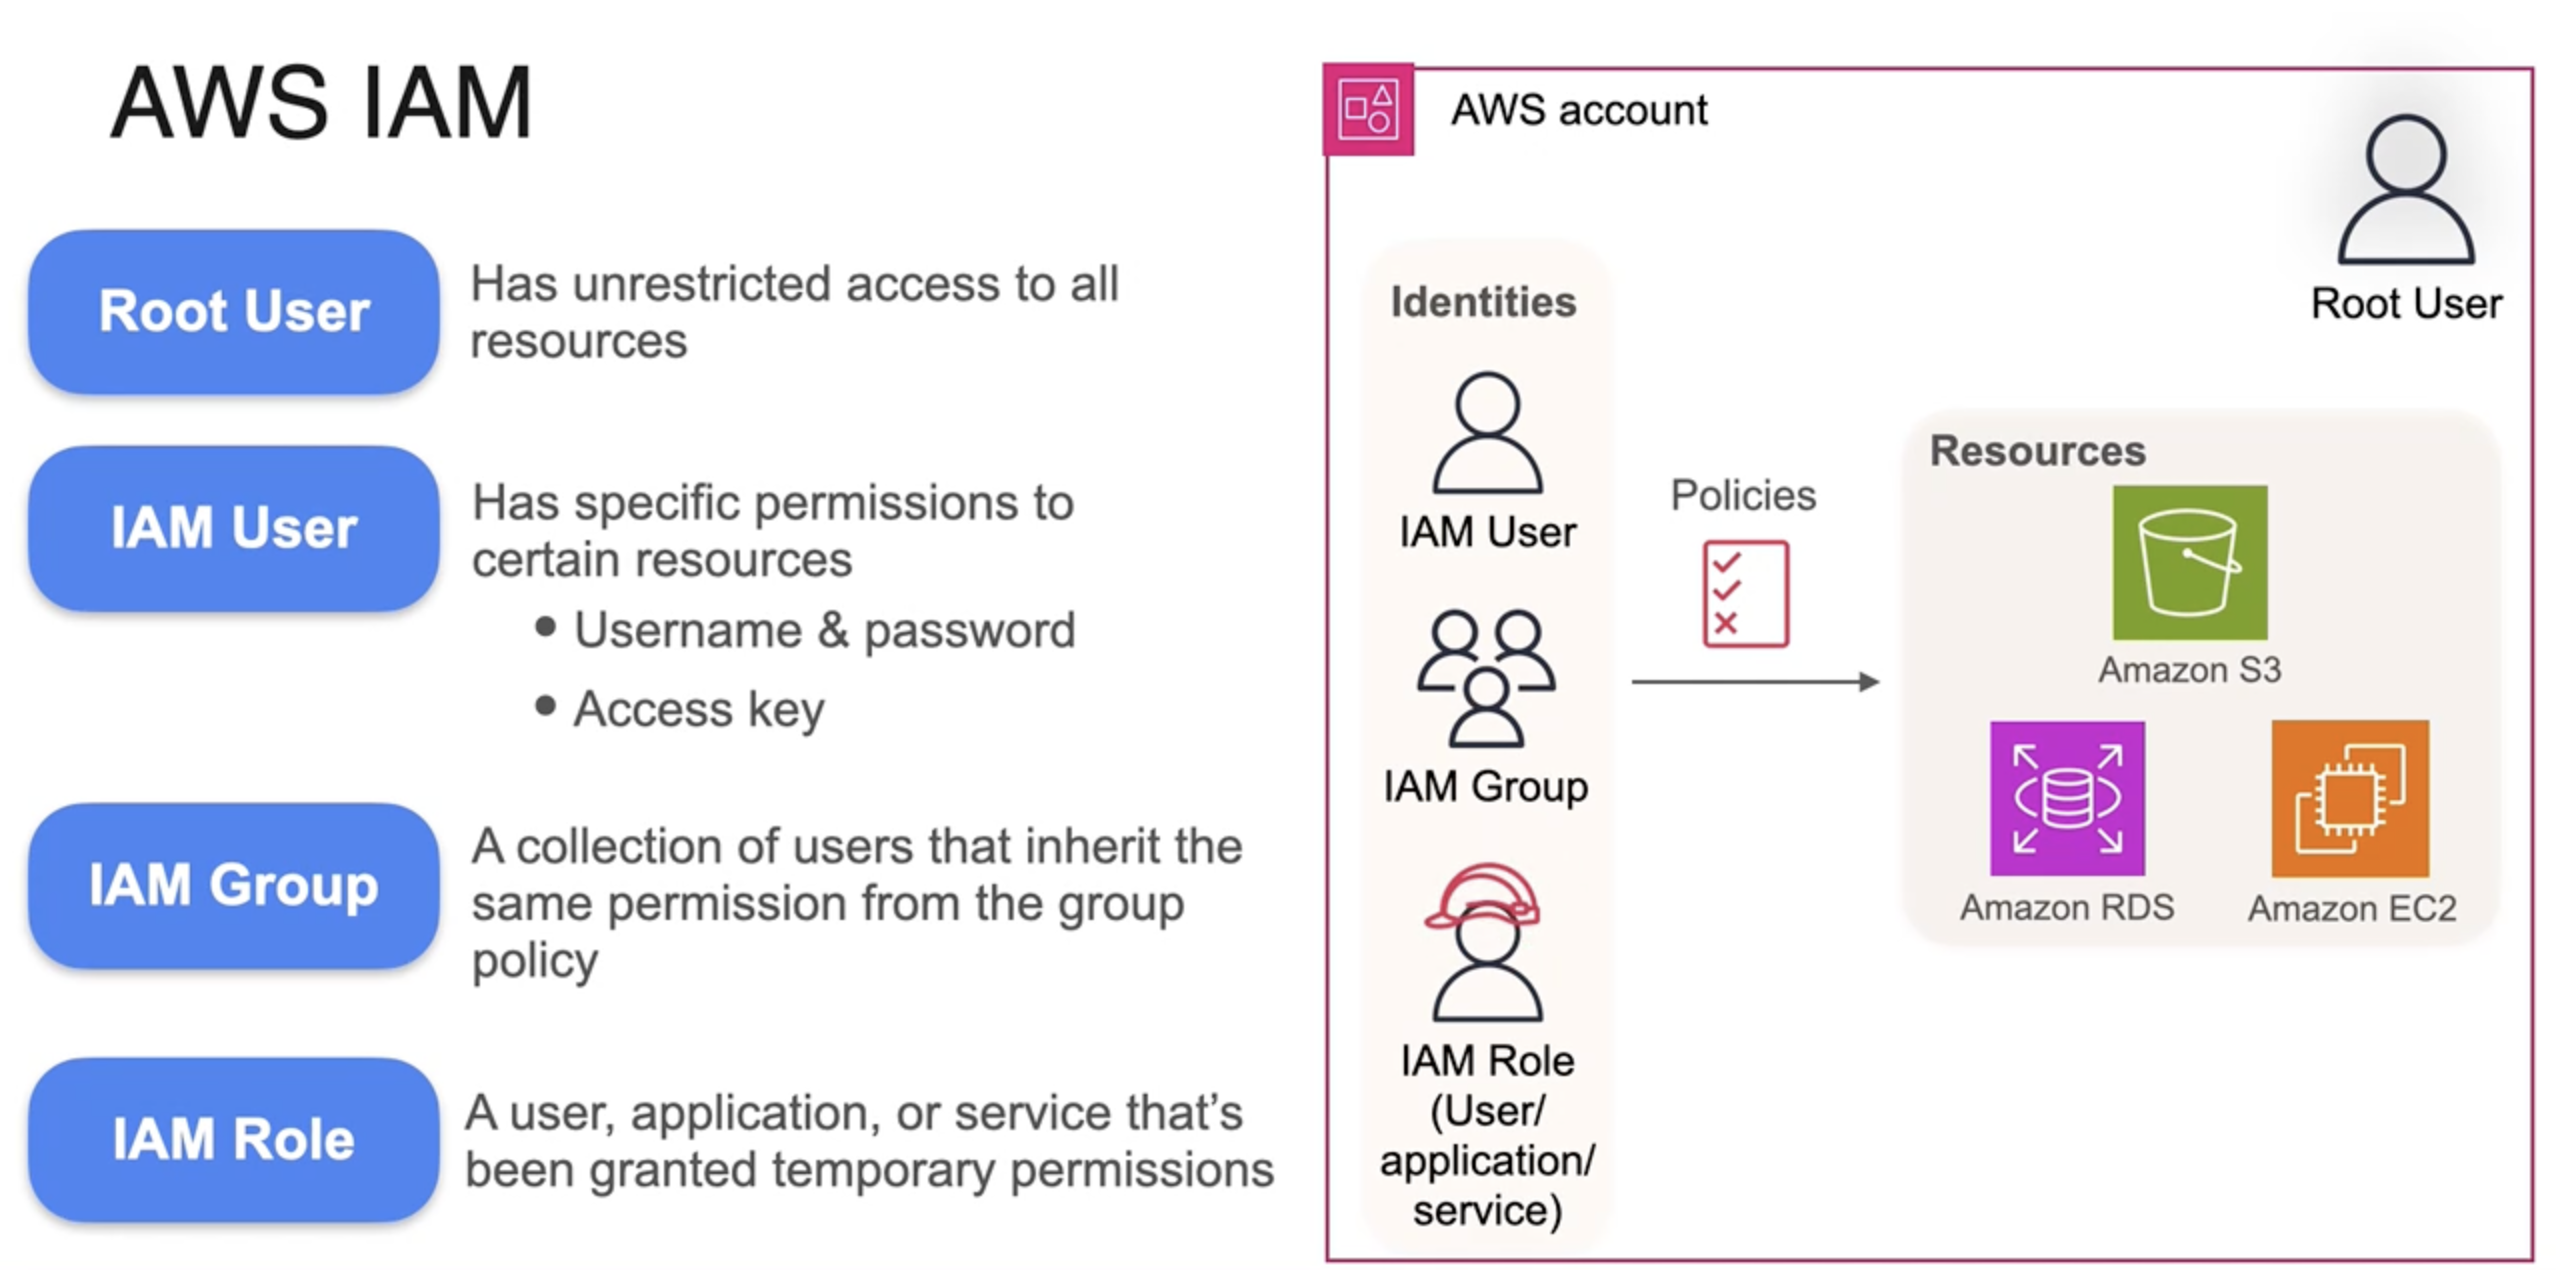 AWS IAM
Root User
Has unrestricted access to all
resources
IAM User
Has specific permissions to
certain resources
• Username & password
• Access key
IAM Group
A collection of users that inherit the
same permission from the group
policy
IAM Role
A user, application, or service that’s
been granted temporary permissions
AWS account
Root User
Identities
IAM User
IAM Group
IAM Role
(User/
application/
service)
Policies
Resources
Amazon S3
Amazon RDS
Amazon EC2